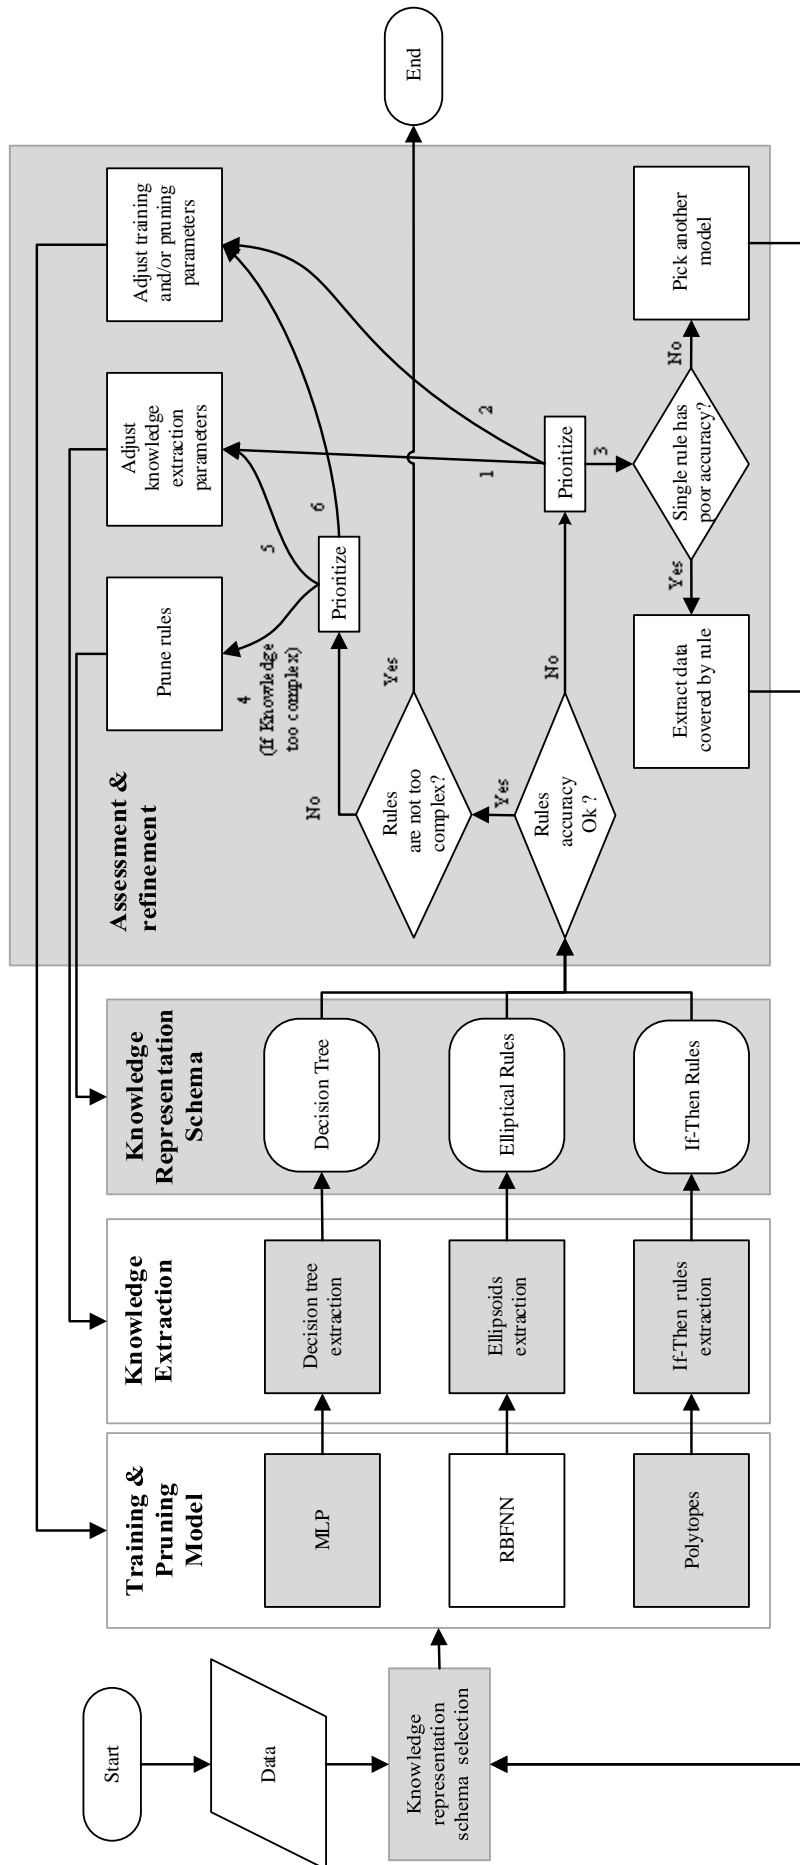 Start
Data
Knowledge
representation
schema selection
Training &
Pruning
Model
MLP
RBFNN
Polytopes
Knowledge
Extraction
Decision tree
extraction
Ellipsoids
extraction
If-Then rules
extraction
Knowledge
Representation
Schema
Decision Tree
Elliptical Rules
If-Then Rules
Assessment &
refinement
Rules
accuracy
Ok ?
Yes
No
Rules
are not too
complex?
No
Yes
Prioritize
4
(If Knowledge
too complex)
5
6
Prune rules
Adjust
knowledge
extraction
parameters
Adjust training
and/or pruning
parameters
Prioritize
1
2
3
Single rule has
poor accuracy?
Yes
No
Extract data
covered by rule
Pick another
model
End